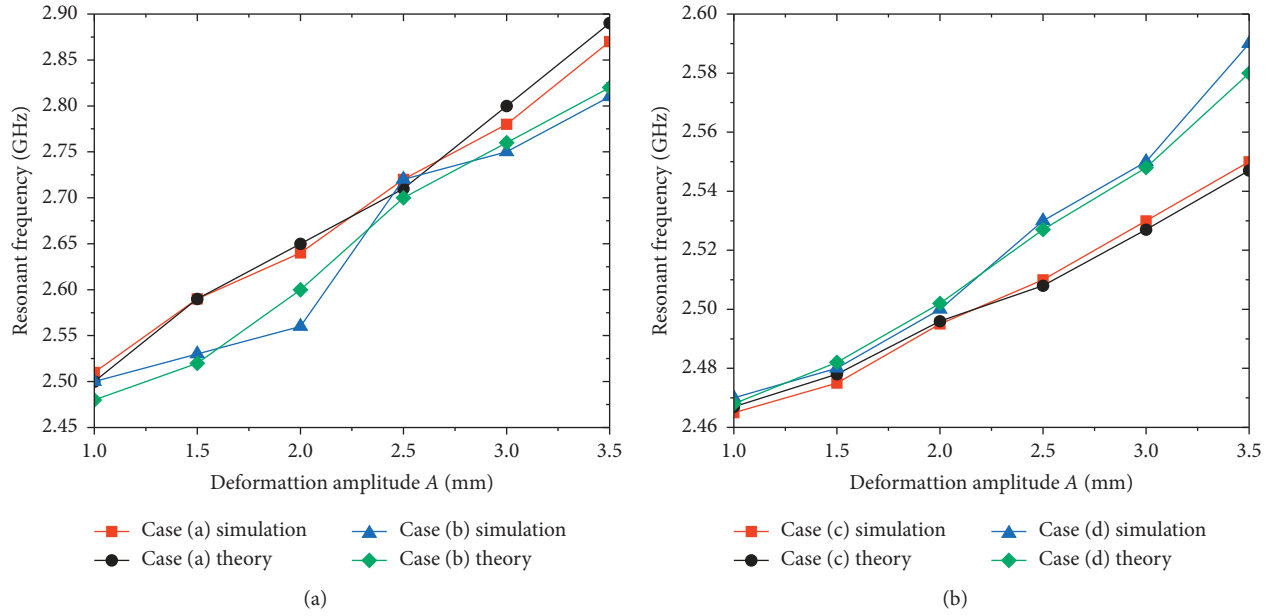 2.90
2.85
2.80
2.75
2.70
2.65
2.60
2.55
2.50
2.45
Resonant frequency (GHz)
1.0 1.5 2.0 2.5 3.0 3.5
Deformattion amplitude A (mm)
Case (a) simulation Case (b) simulation
Case (a) theory Case (b) theory
(a)
2.60
2.58
2.56
2.54
2.52
2.50
2.48
2.46
Resonant frequency (GHz)
1.0 1.5 2.0 2.5 3.0 3.5
Deformattion amplitude A (mm)
Case (c) simulation Case (d) simulation
Case (c) theory Case (d) theory
(b)